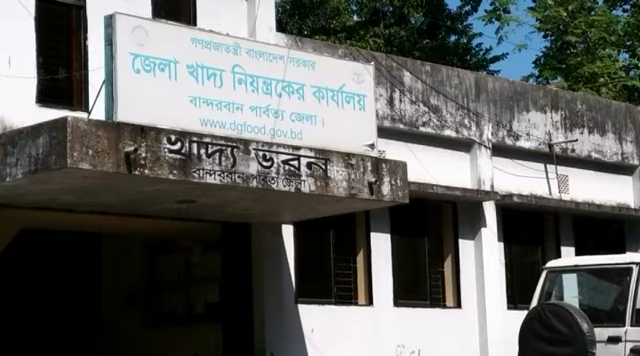 গণপ্রজাতন্ত্রী বাংলাদেশ সরকার
জেলা খাদ্য নিয়ন্ত্রকের কার্যালয়
বান্দরবান পার্বত্য জেলা।
www.dgfood.gov.bd
খাদ্য ভবন
বান্দরবান পার্বত্য জেলা